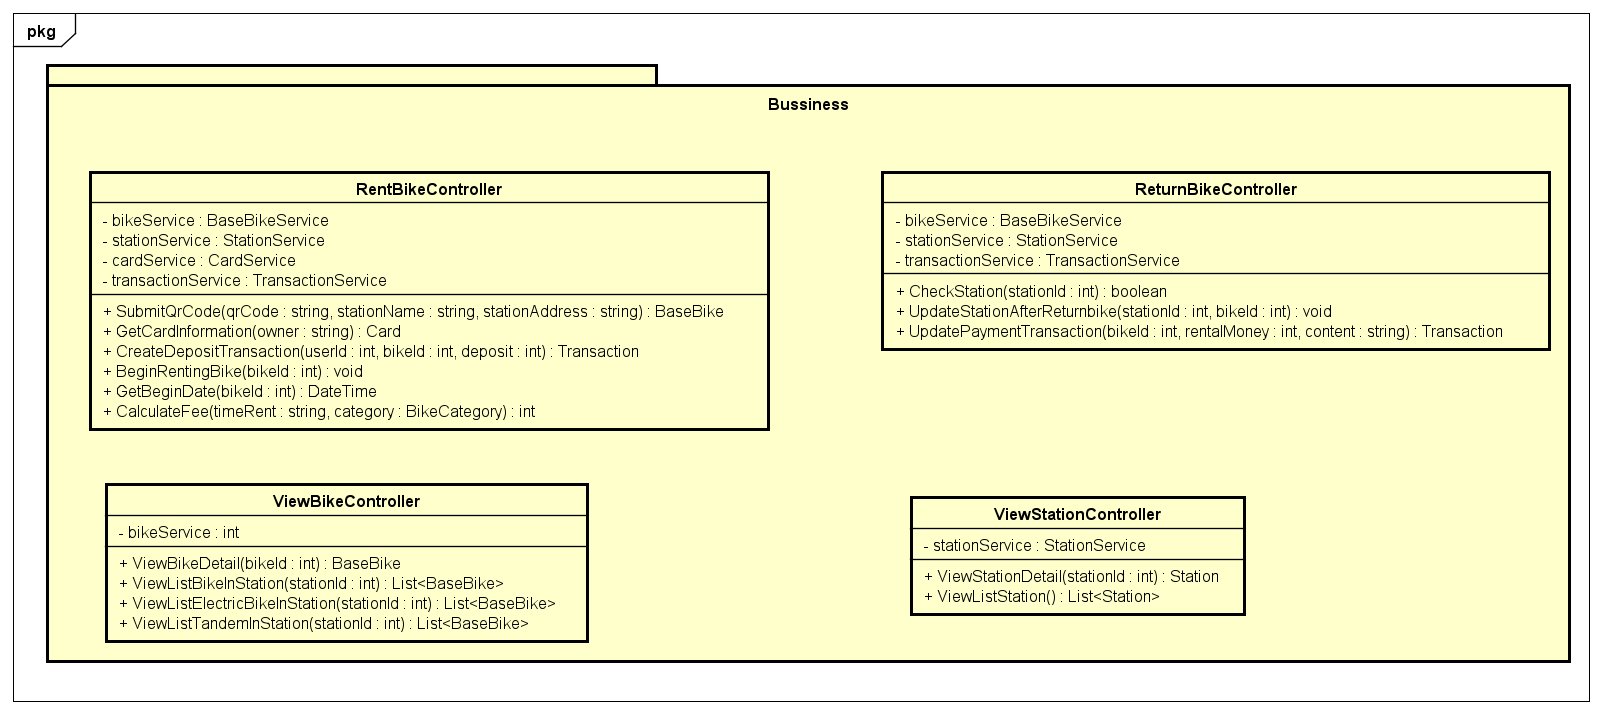 pkg
Bussiness
RentBikeController
- bikeService : BaseBikeService
- stationService : StationService
- cardService : CardService
- transactionService : TransactionService
+ SubmitQrCode(qrCode : string, stationName : string, stationAddress : string) : BaseBike
+ GetCardInformation(owner : string) : Card
+ CreateDepositTransaction(userId : int, bikeId : int, deposit : int) : Transaction
+ BeginRentingBike(bikeId : int) : void
+ GetBeginDate(bikeId : int) : DateTime
+ CalculateFee(timeRent : string, category : BikeCategory) : int
ReturnBikeController
- bikeService : BaseBikeService
- stationService : StationService
- transactionService : TransactionService
+ CheckStation(stationId : int) : boolean
+ UpdateStationAfterReturnbike(stationId : int, bikeId : int) : void
+ UpdatePaymentTransaction(bikeId : int, rentalMoney : int, content : string) : Transaction
ViewBikeController
- bikeService : int
+ ViewBikeDetail(bikeId : int) : BaseBike
+ ViewListBikeInStation(stationId : int) : List<BaseBike>
+ ViewListElectricBikeInStation(stationId : int) : List<BaseBike>
+ ViewListTandemInStation(stationId : int) : List<BaseBike>
ViewStationController
- stationService : StationService
+ ViewStationDetail(stationId : int) : Station
+ ViewListStation() : List<Station>